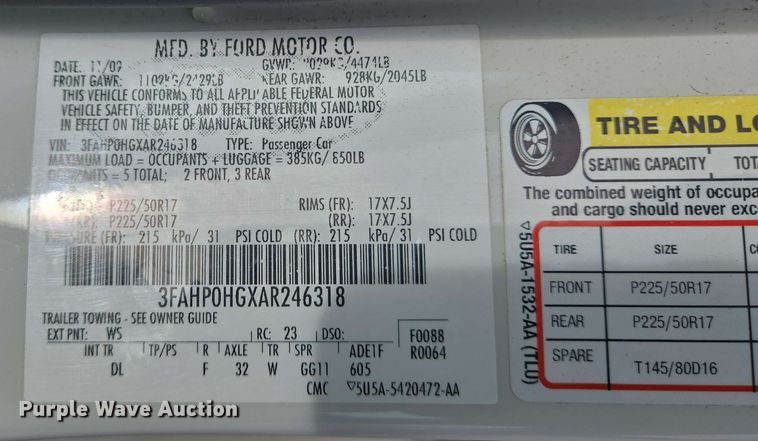 MFD. BY FORD MOTOR CO.
DATE: 11/09 GVWR: 2029KG/4474LB
FRONT GAWR: 1102KG/2429LB REAR GAWR: 928KG/2045LB
THIS VEHICLE CONFORMS TO ALL APPLICABLE FEDERAL MOTOR
VEHICLE SAFETY, BUMPER, AND THEFT PREVENTION STANDARDS
IN EFFECT ON THE DATE OF MANUFACTURE SHOWN ABOVE
VIN: 3FAHP0HGXAR246318 TYPE: Passenger Car
MAXIMUM LOAD = OCCUPANTS + LUGGAGE = 385KG/ 850LB
OCCUPANTS = 5 TOTAL; 2 FRONT, 3 REAR
P225/50R17 RIMS (FR): 17X7.5J
(RR): P225/50R17 (RR): 17X7.5J
PRESSURE (FR): 215 kPa/ 31 PSI COLD (RR): 215 kPa/ 31 PSI COLD
3FAHP0HGXAR246318
TRAILER TOWING - SEE OWNER GUIDE
EXT PNT: WS RC: 23 DSO: F0088
R0064
INT TR TP/PS R AXLE TR SPR ADE1F
DL F 32 W GG11 605
CMC ▽5U5A-5420472-AA
TIRE AND LO
SEATING CAPACITY TOT
The combined weight of occupa
and cargo should never exc
▽5U5A-1532-AA (TL0)
TIRE SIZE C
FRONT P225/50R17
REAR P225/50R17
SPARE T145/80D16
Purple Wave Auction